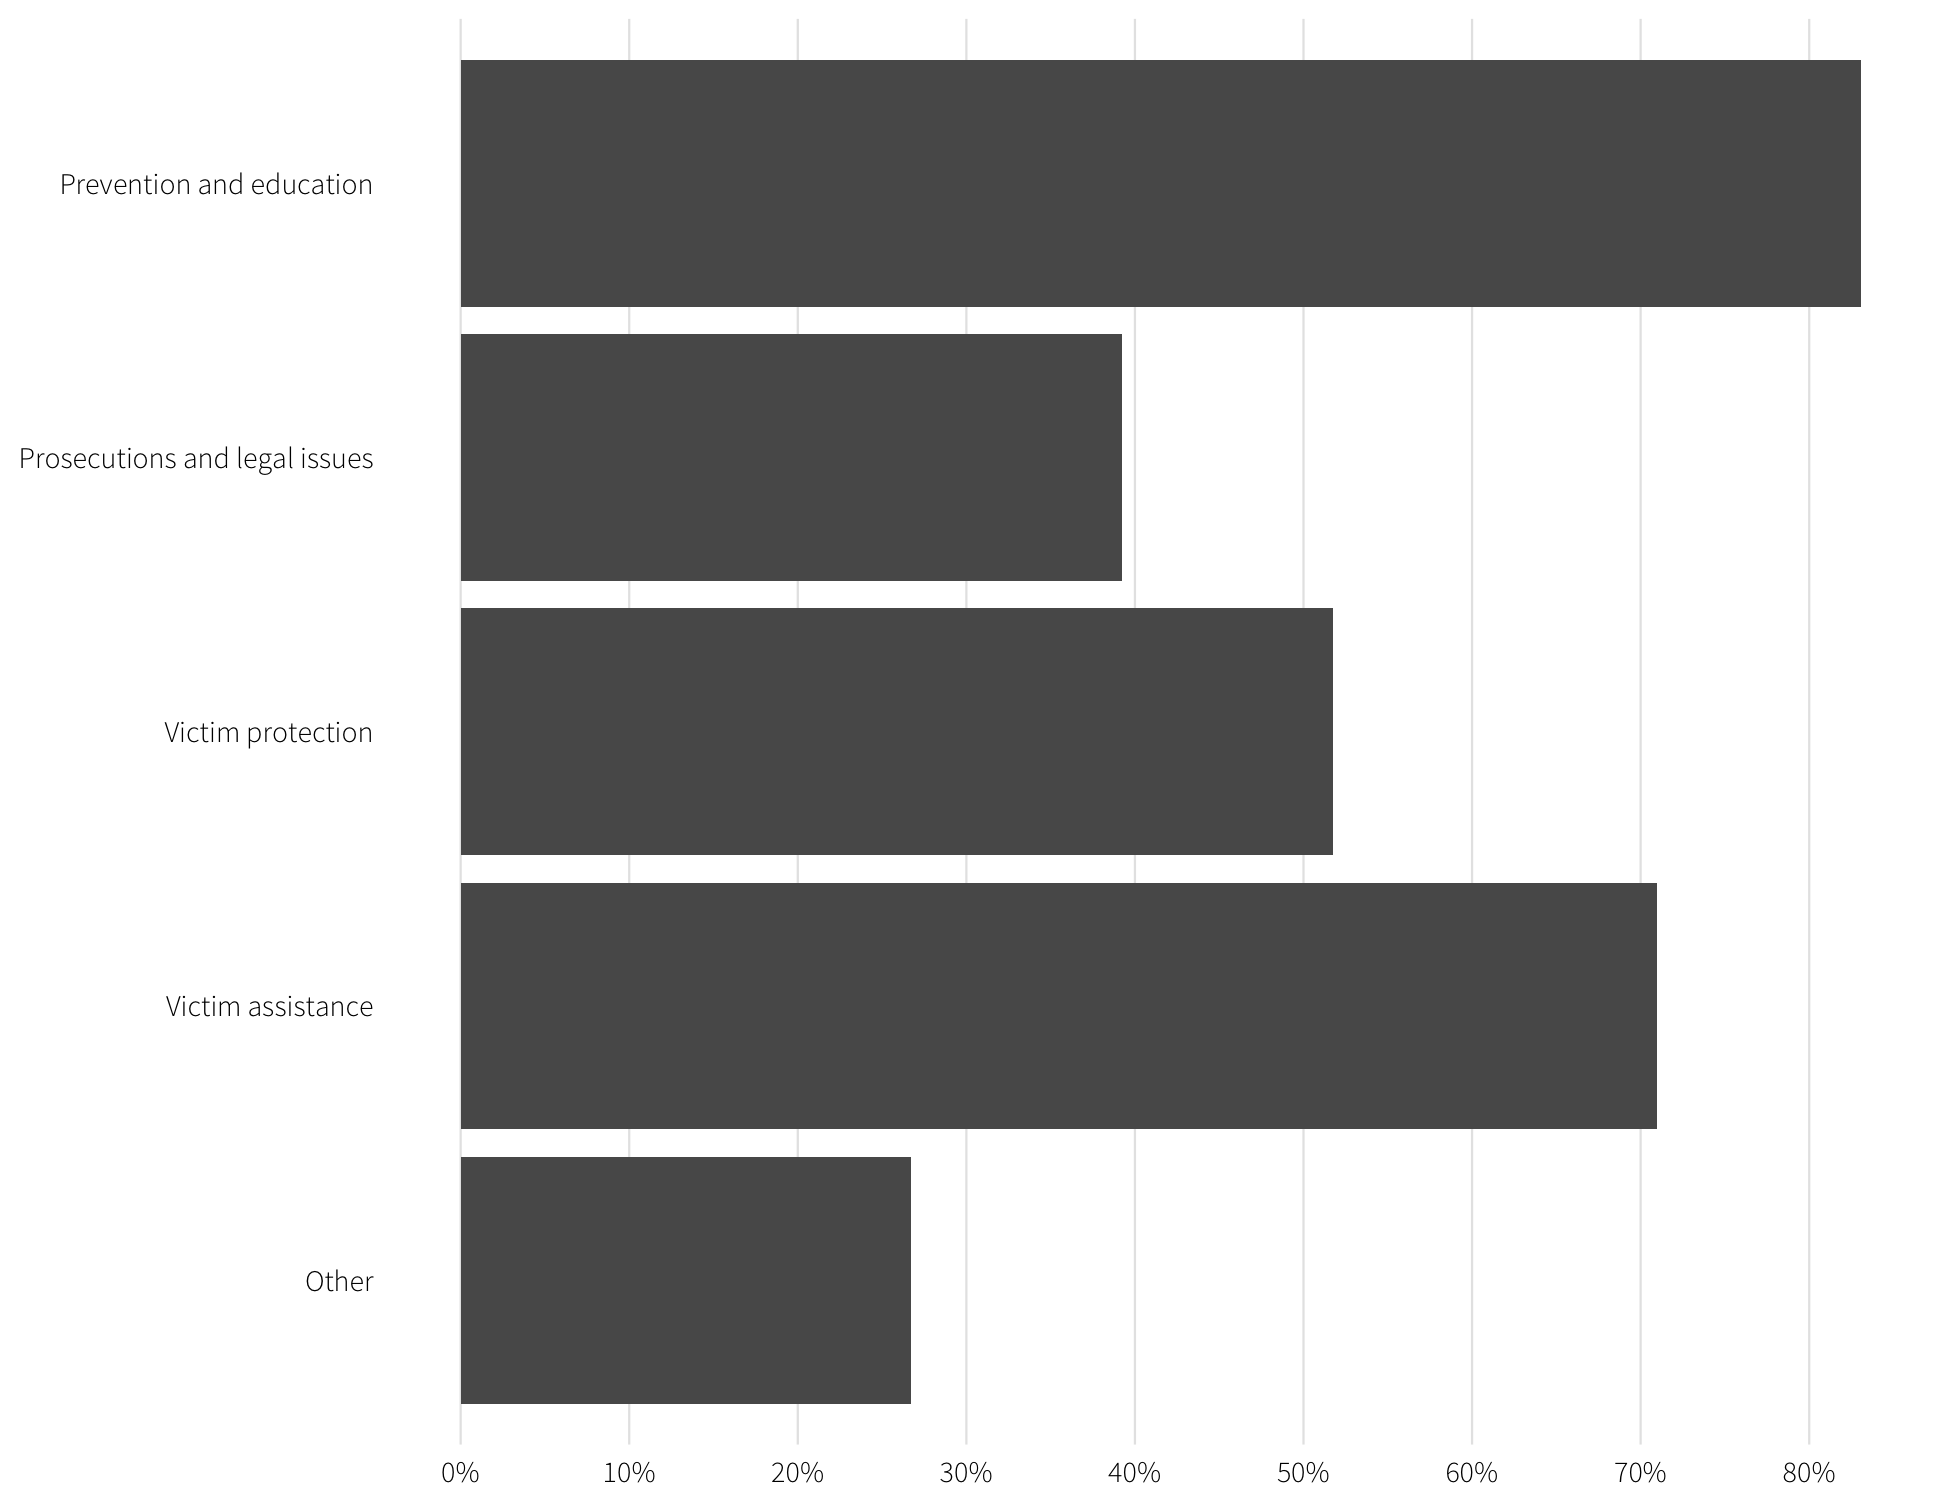 Prevention and education
Prosecutions and legal issues
Victim protection
Victim assistance
Other
0% 10% 20% 30% 40% 50% 60% 70% 80%